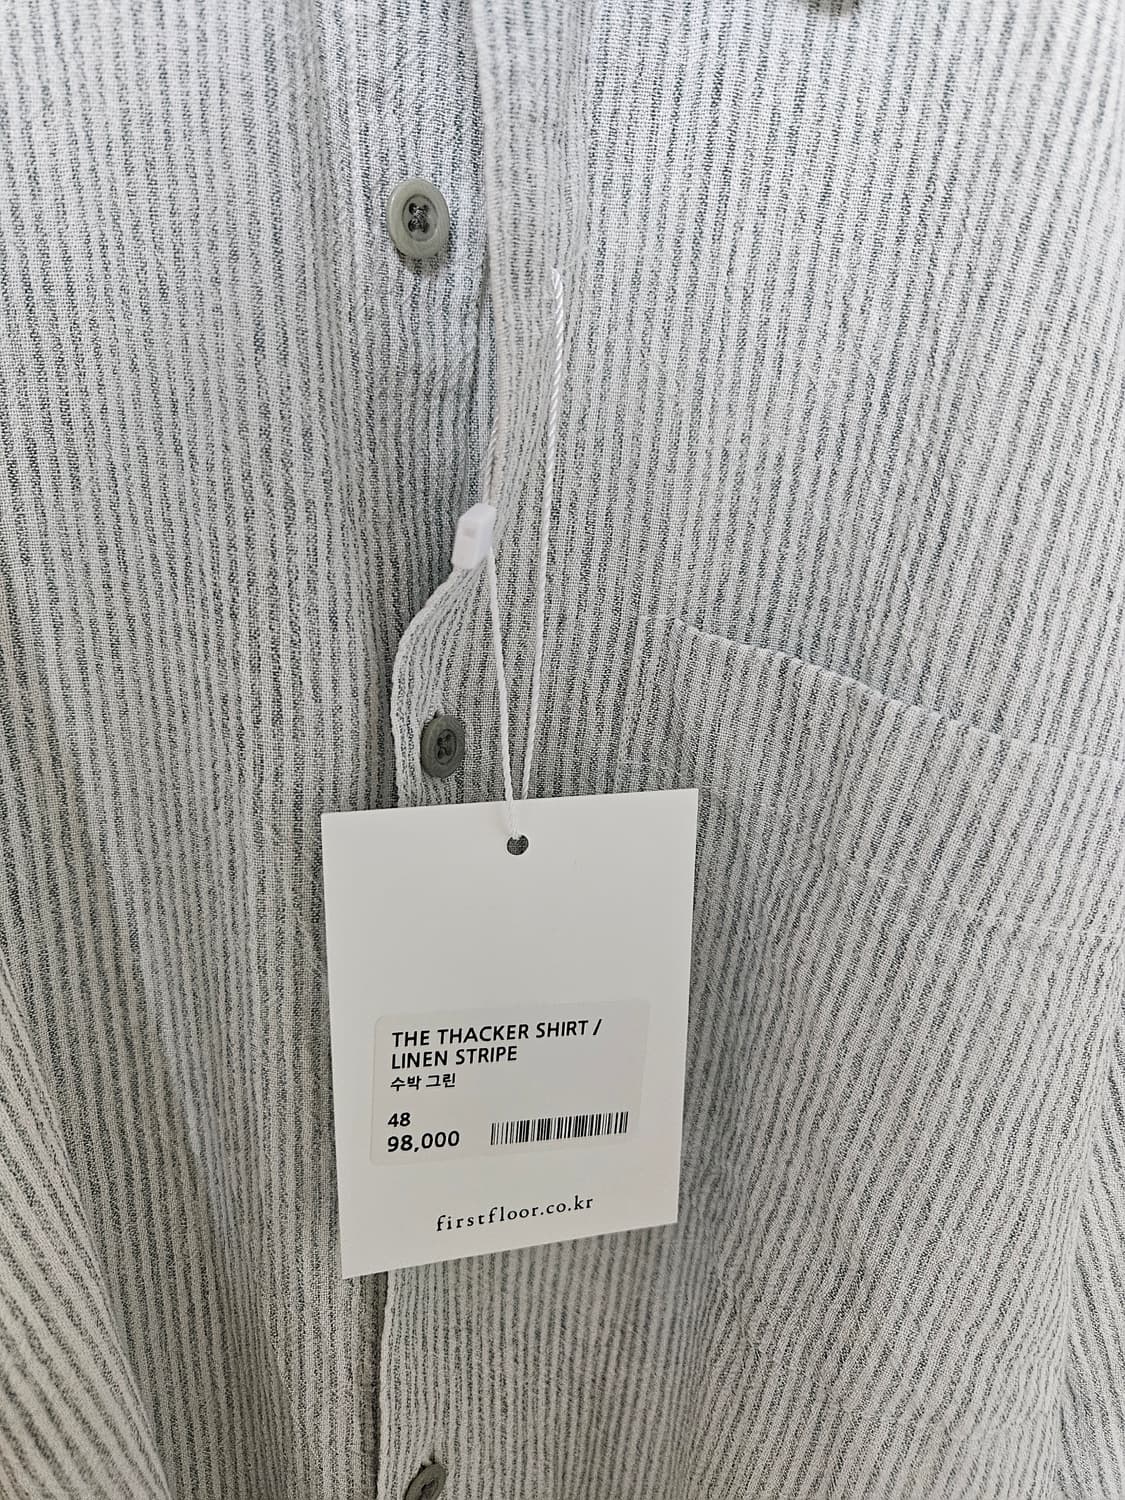 THE THACKER SHIRT /
LINEN STRIPE
수박 그린
48
98,000
firstfloor.co.kr